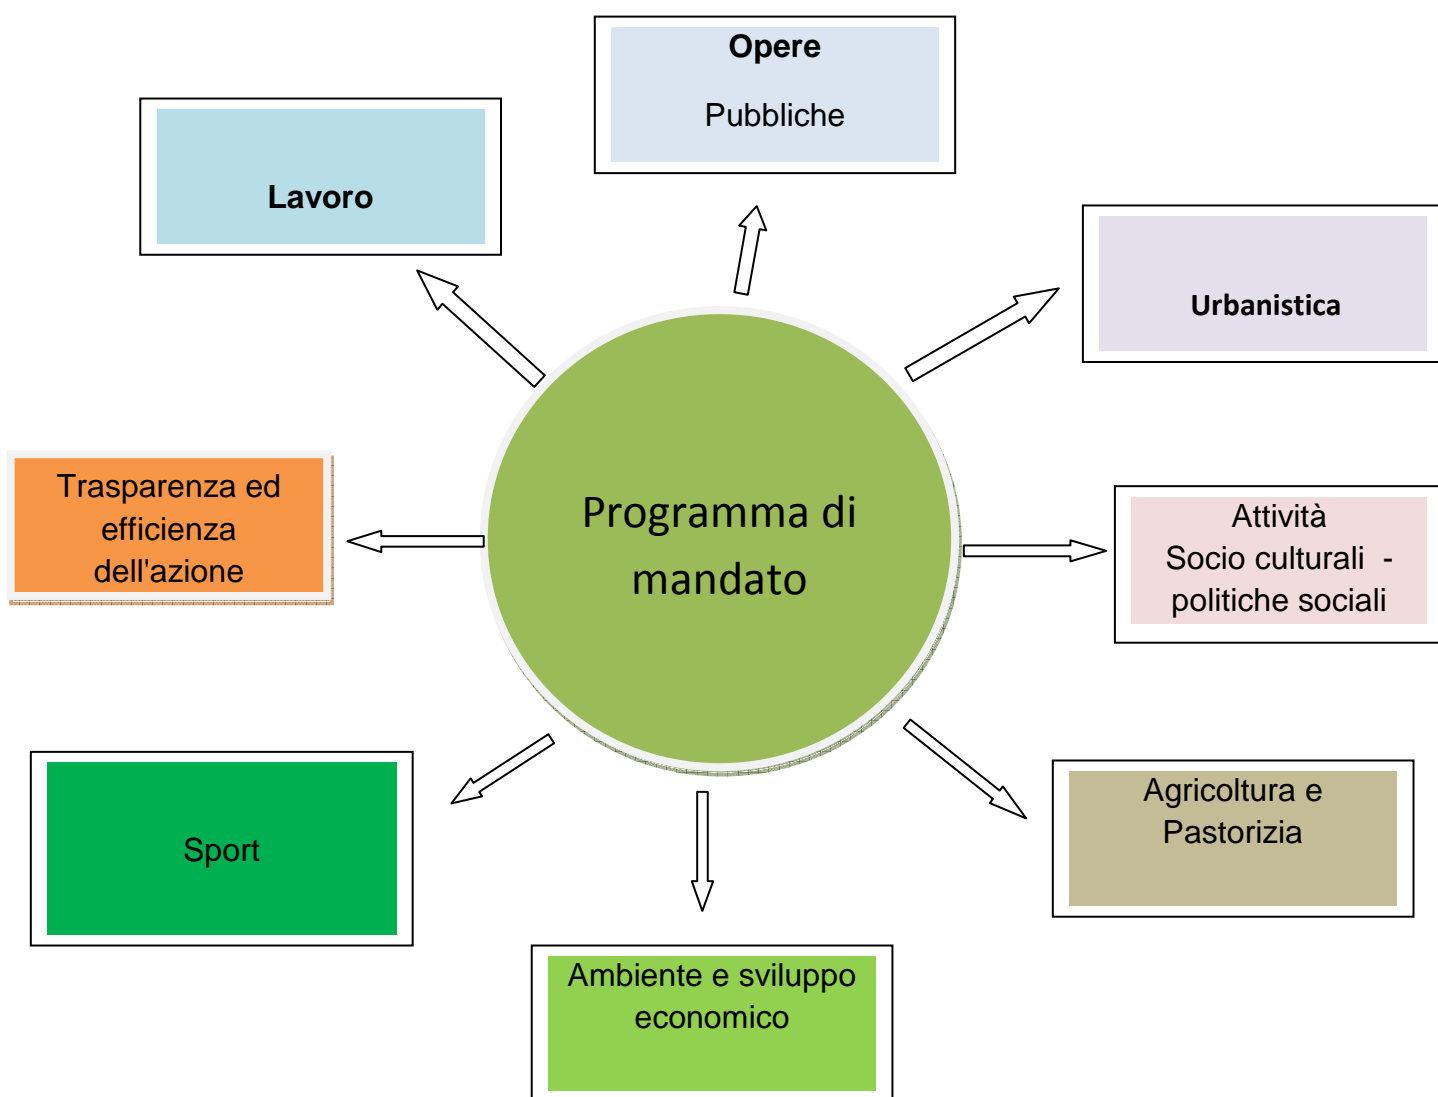 Opere
Pubbliche
Lavoro
Urbanistica
Trasparenza ed
efficienza
dell'azione
Programma di
mandato
Attività
Socio culturali  -
politiche sociali
Sport
Agricoltura e
Pastorizia
Ambiente e sviluppo
economico